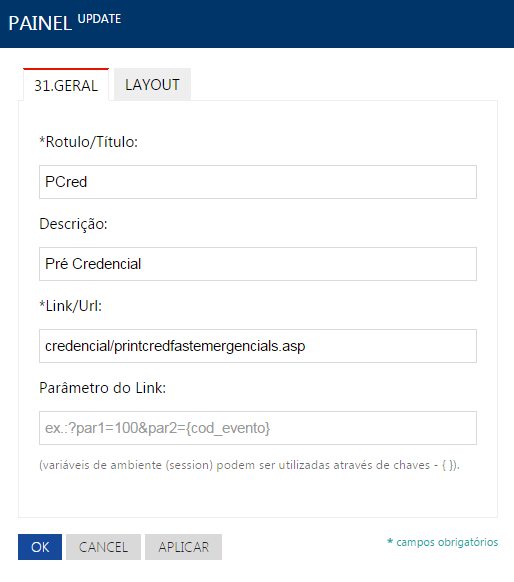 PAINEL UPDATE
31.GERAL LAYOUT
*Rotulo/Título:
PCred
Descrição:
Pré Credencial
*Link/Url:
credencial/printcredfastemergencials.asp
Parâmetro do Link:
ex.:?par1=100&par2={cod_evento}
(variáveis de ambiente (session) podem ser utilizadas através de chaves - { }).
OK CANCEL APLICAR * campos obrigatórios